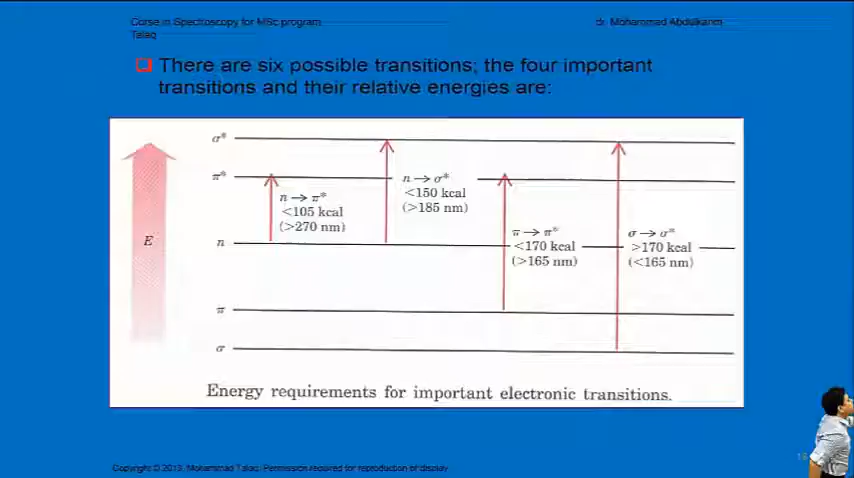 Corse in Spectroscopy for MSc program
dr. Mohammad Abdulkarim
Talaq
There are six possible transitions; the four important
transitions and their relative energies are:
σ*
π*
n → π*
<105 kcal
(>270 nm)
n → σ*
<150 kcal
(>185 nm)
E
n
π → π*
<170 kcal
(>165 nm)
σ → σ*
>170 kcal
(<165 nm)
π
σ
Energy requirements for important electronic transitions.
Copyright © 2013, Mohammad Talaq. Permission required for reproduction of display